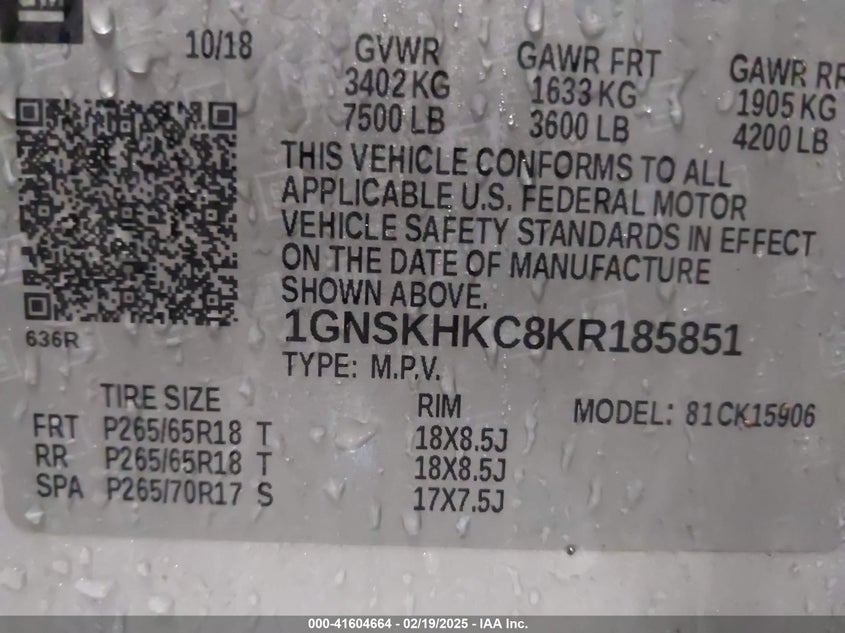 10/18
GVWR
3402 KG
7500 LB
GAWR FRT
1633 KG
3600 LB
GAWR RR
1905 KG
4200 LB
THIS VEHICLE CONFORMS TO ALL
APPLICABLE U.S. FEDERAL MOTOR
VEHICLE SAFETY STANDARDS IN EFFECT
ON THE DATE OF MANUFACTURE
SHOWN ABOVE.
636R
1GNSKHKC8KR185851
TYPE: M.P.V.
TIRE SIZE
RIM
MODEL: 81CK15906
FRT P265/65R18 T 18X8.5J
RR P265/65R18 T 18X8.5J
SPA P265/70R17 S 17X7.5J
000-41604664 - 02/19/2025 - IAA Inc.